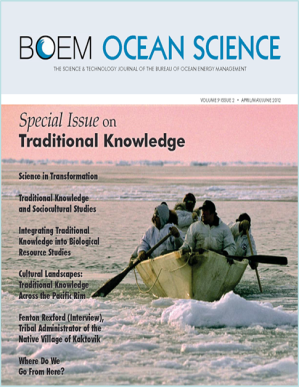 BOEM OCEAN SCIENCE
THE SCIENCE & TECHNOLOGY JOURNAL OF THE BUREAU OF OCEAN ENERGY MANAGEMENT
VOLUME 9 ISSUE 2 • APRIL/MAY/JUNE 2012
Special Issue on
Traditional Knowledge
Science in Transformation
Traditional Knowledge
and Sociocultural Studies
Integrating Traditional
Knowledge into Biological
Resource Studies
Cultural Landscapes:
Traditional Knowledge
Across the Pacific Rim
Fenton Rexford (Interview),
Tribal Administrator of the
Native Village of Kaktovik
Where Do We
Go From Here?